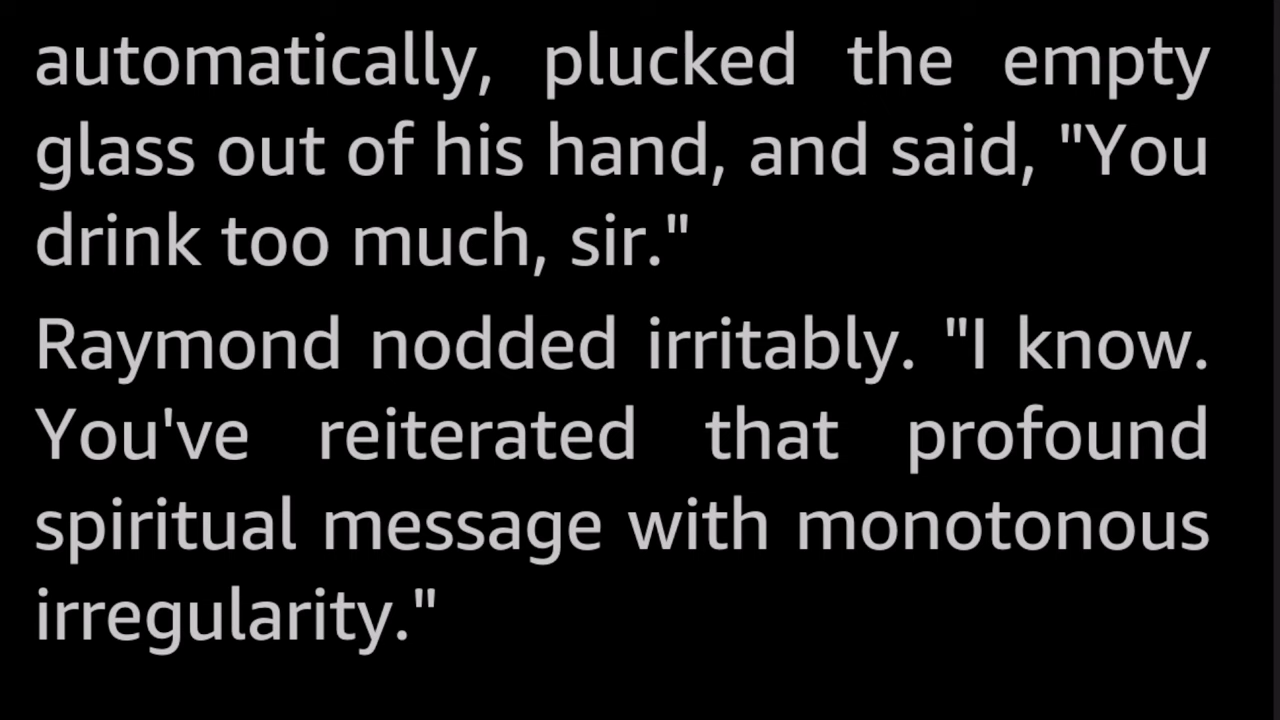 automatically, plucked the empty
glass out of his hand, and said, "You
drink too much, sir."
Raymond nodded irritably. "I know.
You've reiterated that profound
spiritual message with monotonous
irregularity."